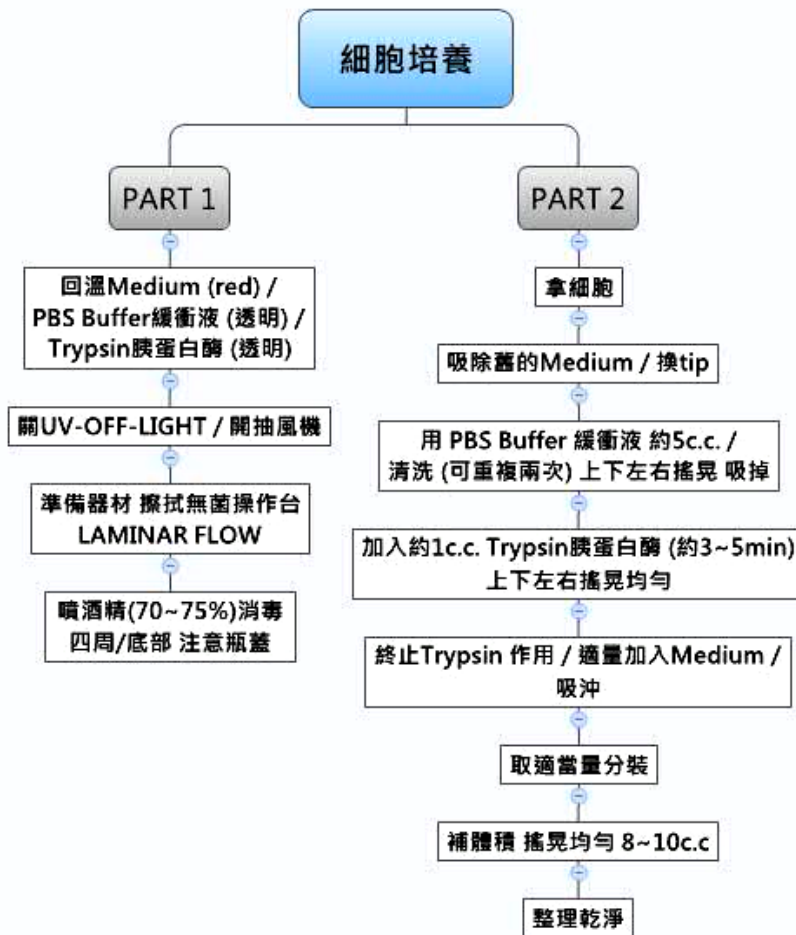 細胞培養
PART 1
回溫Medium (red) /
PBS Buffer緩衝液 (透明) /
Trypsin胰蛋白酶 (透明)
關UV-OFF-LIGHT / 開抽風機
準備器材 擦拭無菌操作台
LAMINAR FLOW
噴酒精(70~75%)消毒
四周/底部 注意瓶蓋
PART 2
拿細胞
吸除舊的Medium / 換tip
用 PBS Buffer 緩衝液 約5c.c. /
清洗 (可重複兩次) 上下左右搖晃 吸掉
加入約1c.c. Trypsin胰蛋白酶 (約3~5min)
上下左右搖晃均勻
終止Trypsin 作用 / 適量加入Medium /
吸沖
取適當量分裝
補體積 搖晃均勻 8~10c.c
整理乾淨